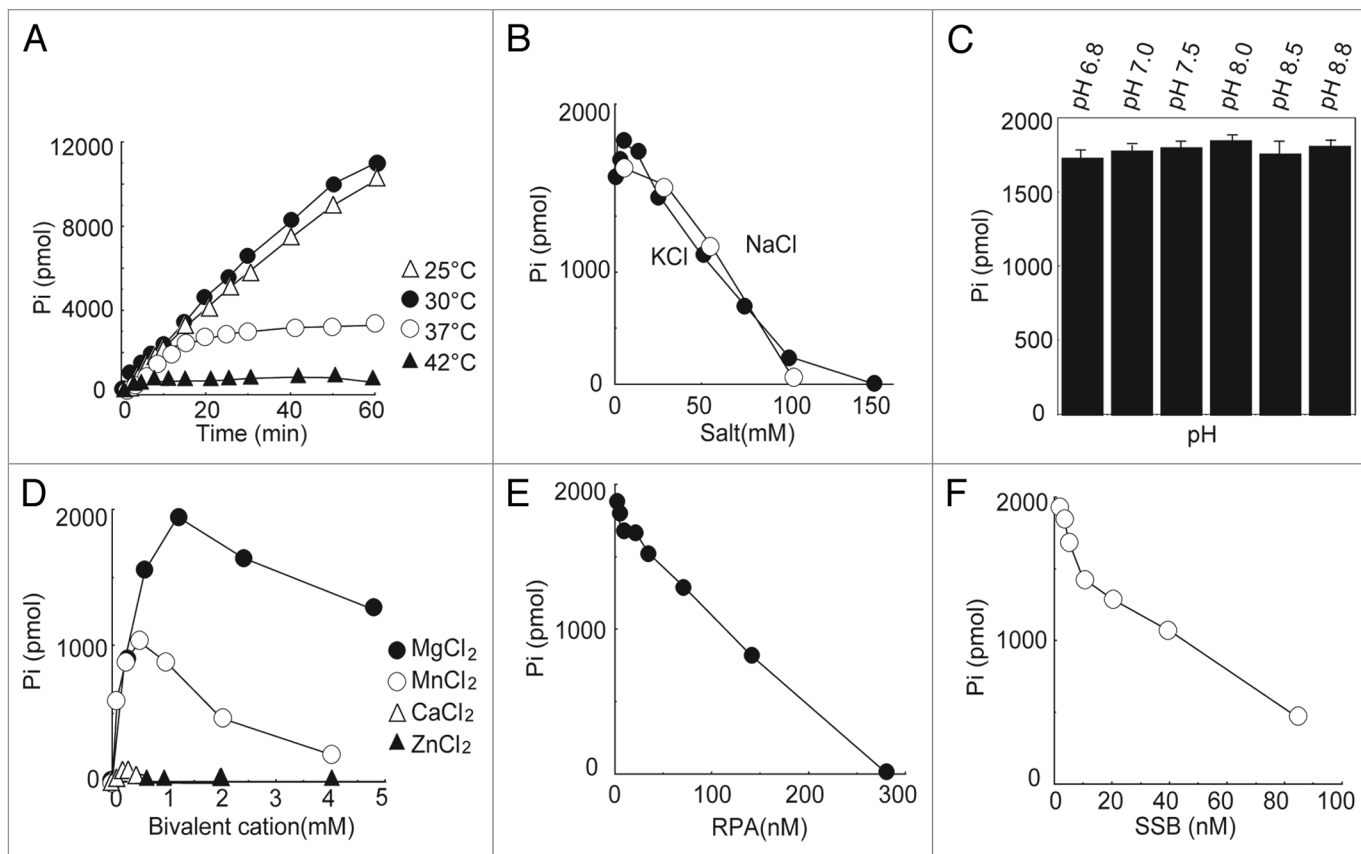 A
12000
8000
4000
0
Pi (pmol)
0 20 40 60
Time (min)
25°C
30°C
37°C
42°C
B
2000
1000
0
Pi (pmol)
KCl
NaCl
0 50 100 150
Salt(mM)
C
pH 6.8 pH 7.0 pH 7.5 pH 8.0 pH 8.5 pH 8.8
2000
1500
1000
500
0
Pi (pmol)
pH
D
2000
1000
0
Pi (pmol)
MgCl2
MnCl2
CaCl2
ZnCl2
0 1 2 3 4 5
Bivalent cation(mM)
E
2000
1000
0
Pi (pmol)
0 100 200 300
RPA(nM)
F
2000
1000
0
Pi (pmol)
0 20 40 60 80 100
SSB (nM)